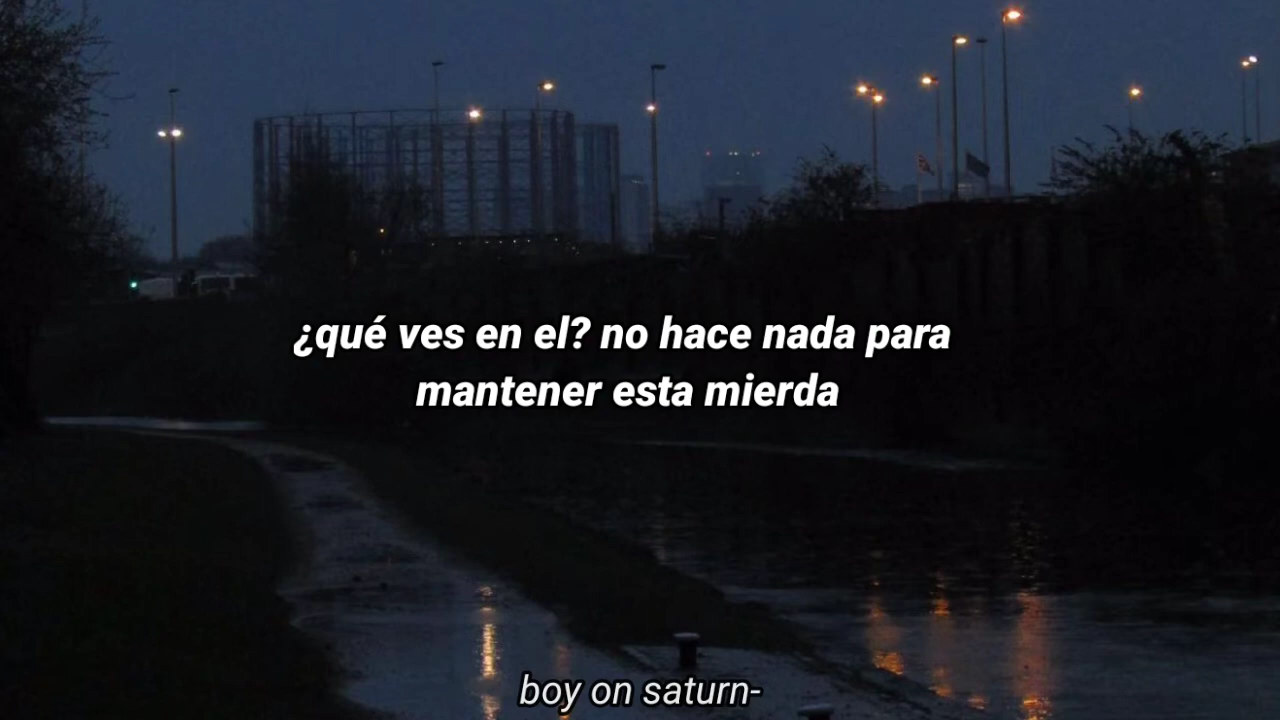 ¿qué ves en el? no hace nada para
mantener esta mierda
boy on saturn-